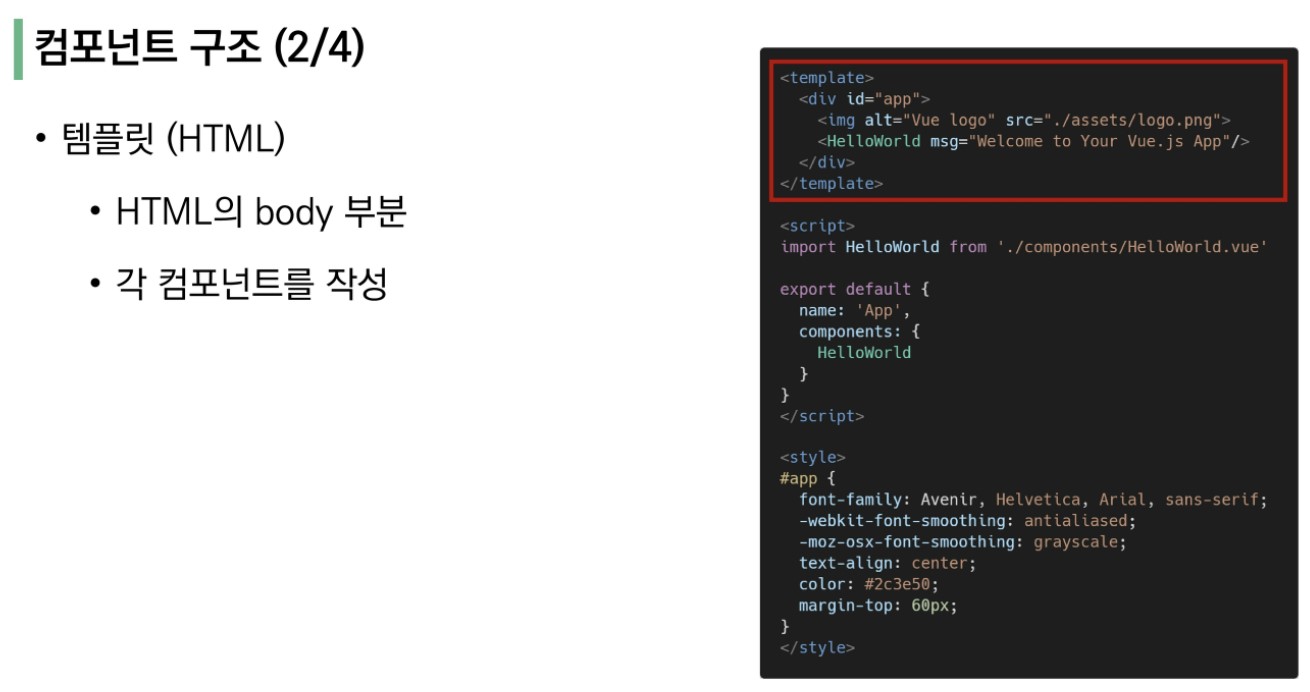 컴포넌트 구조 (2/4)
• 템플릿 (HTML)
• HTML의 body 부분
• 각 컴포넌트를 작성
<template>
  <div id="app">
    <img alt="Vue logo" src="./assets/logo.png">
    <HelloWorld msg="Welcome to Your Vue.js App"/>
  </div>
</template>

<script>
import HelloWorld from './components/HelloWorld.vue'

export default {
  name: 'App',
  components: {
    HelloWorld
  }
}
</script>

<style>
#app {
  font-family: Avenir, Helvetica, Arial, sans-serif;
  -webkit-font-smoothing: antialiased;
  -moz-osx-font-smoothing: grayscale;
  text-align: center;
  color: #2c3e50;
  margin-top: 60px;
}
</style>